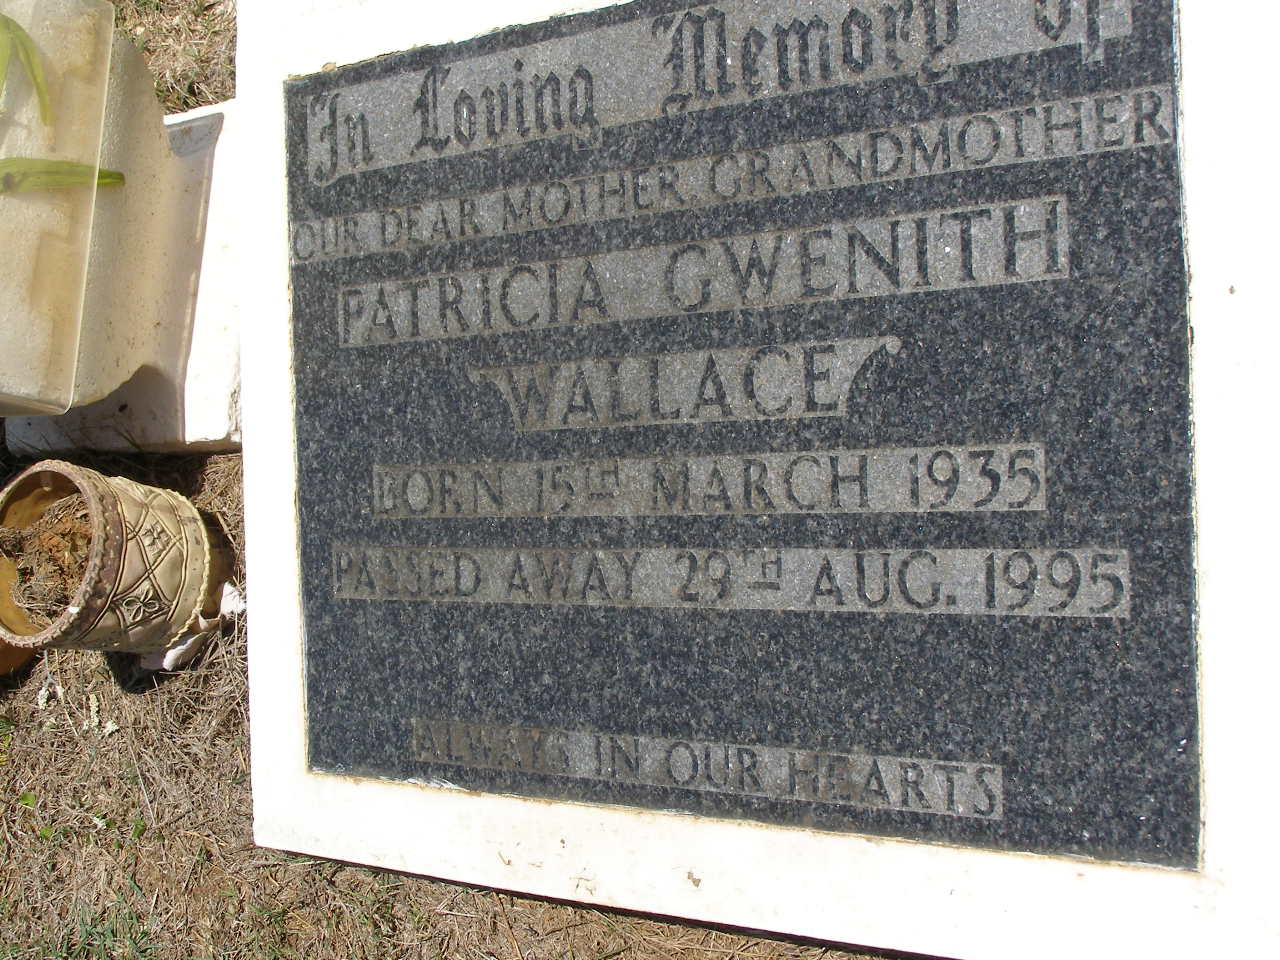 In Loving Memory of
OUR DEAR MOTHER, GRANDMOTHER
PATRICIA GWENITH
WALLACE
BORN 15TH MARCH 1935
PASSED AWAY 29TH AUG. 1995
ALWAYS IN OUR HEARTS